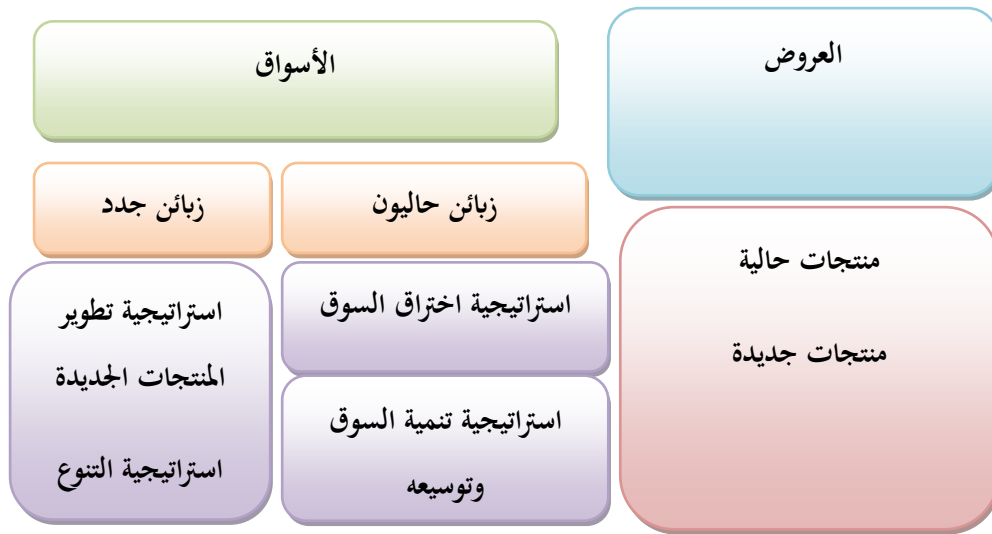 العروض
الأسواق
زبائن حاليون
زبائن جدد
منتجات حالية
منتجات جديدة
استراتيجية اختراق السوق
استراتيجية تنمية السوق
وتوسيعه
استراتيجية تطوير
المنتجات الجديدة
استراتيجية التنوع